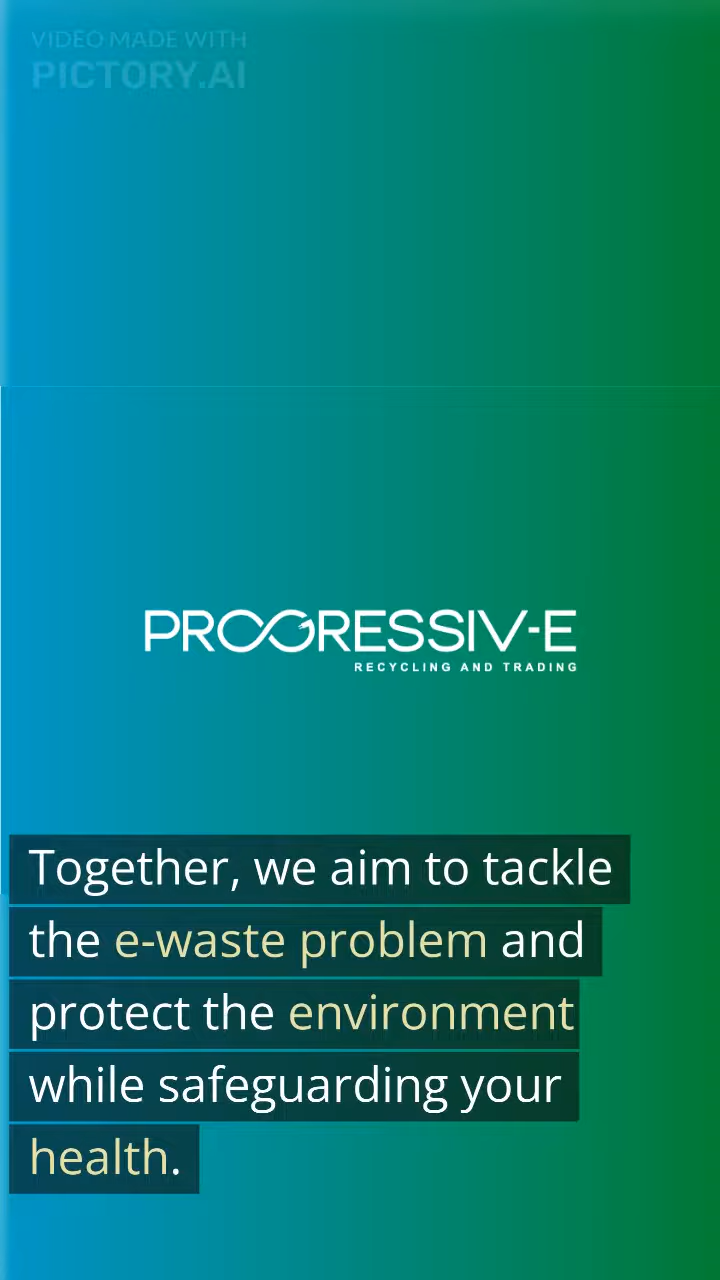 VIDEO MADE WITH
PICTORY.AI
PROGRESSIV-E
RECYCLING AND TRADING
Together, we aim to tackle
the e-waste problem and
protect the environment
while safeguarding your
health.